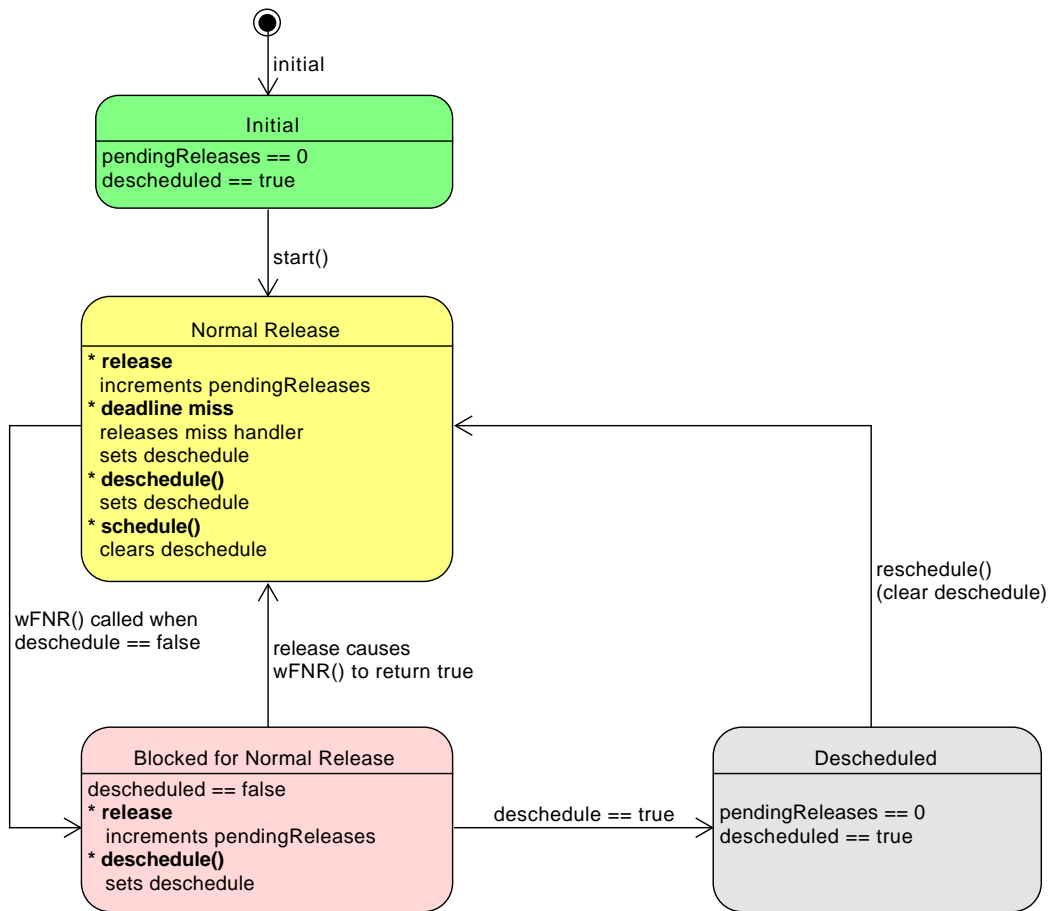 initial
Initial
pendingReleases == 0
descheduled == true
start()
Normal Release
* release
increments pendingReleases
* deadline miss
releases miss handler
sets deschedule
* deschedule()
sets deschedule
* schedule()
clears deschedule
wFNR() called when
deschedule == false
release causes
wFNR() to return true
reschedule()
(clear deschedule)
Blocked for Normal Release
descheduled == false
* release
increments pendingReleases
* deschedule()
sets deschedule
deschedule == true
Descheduled
pendingReleases == 0
descheduled == true